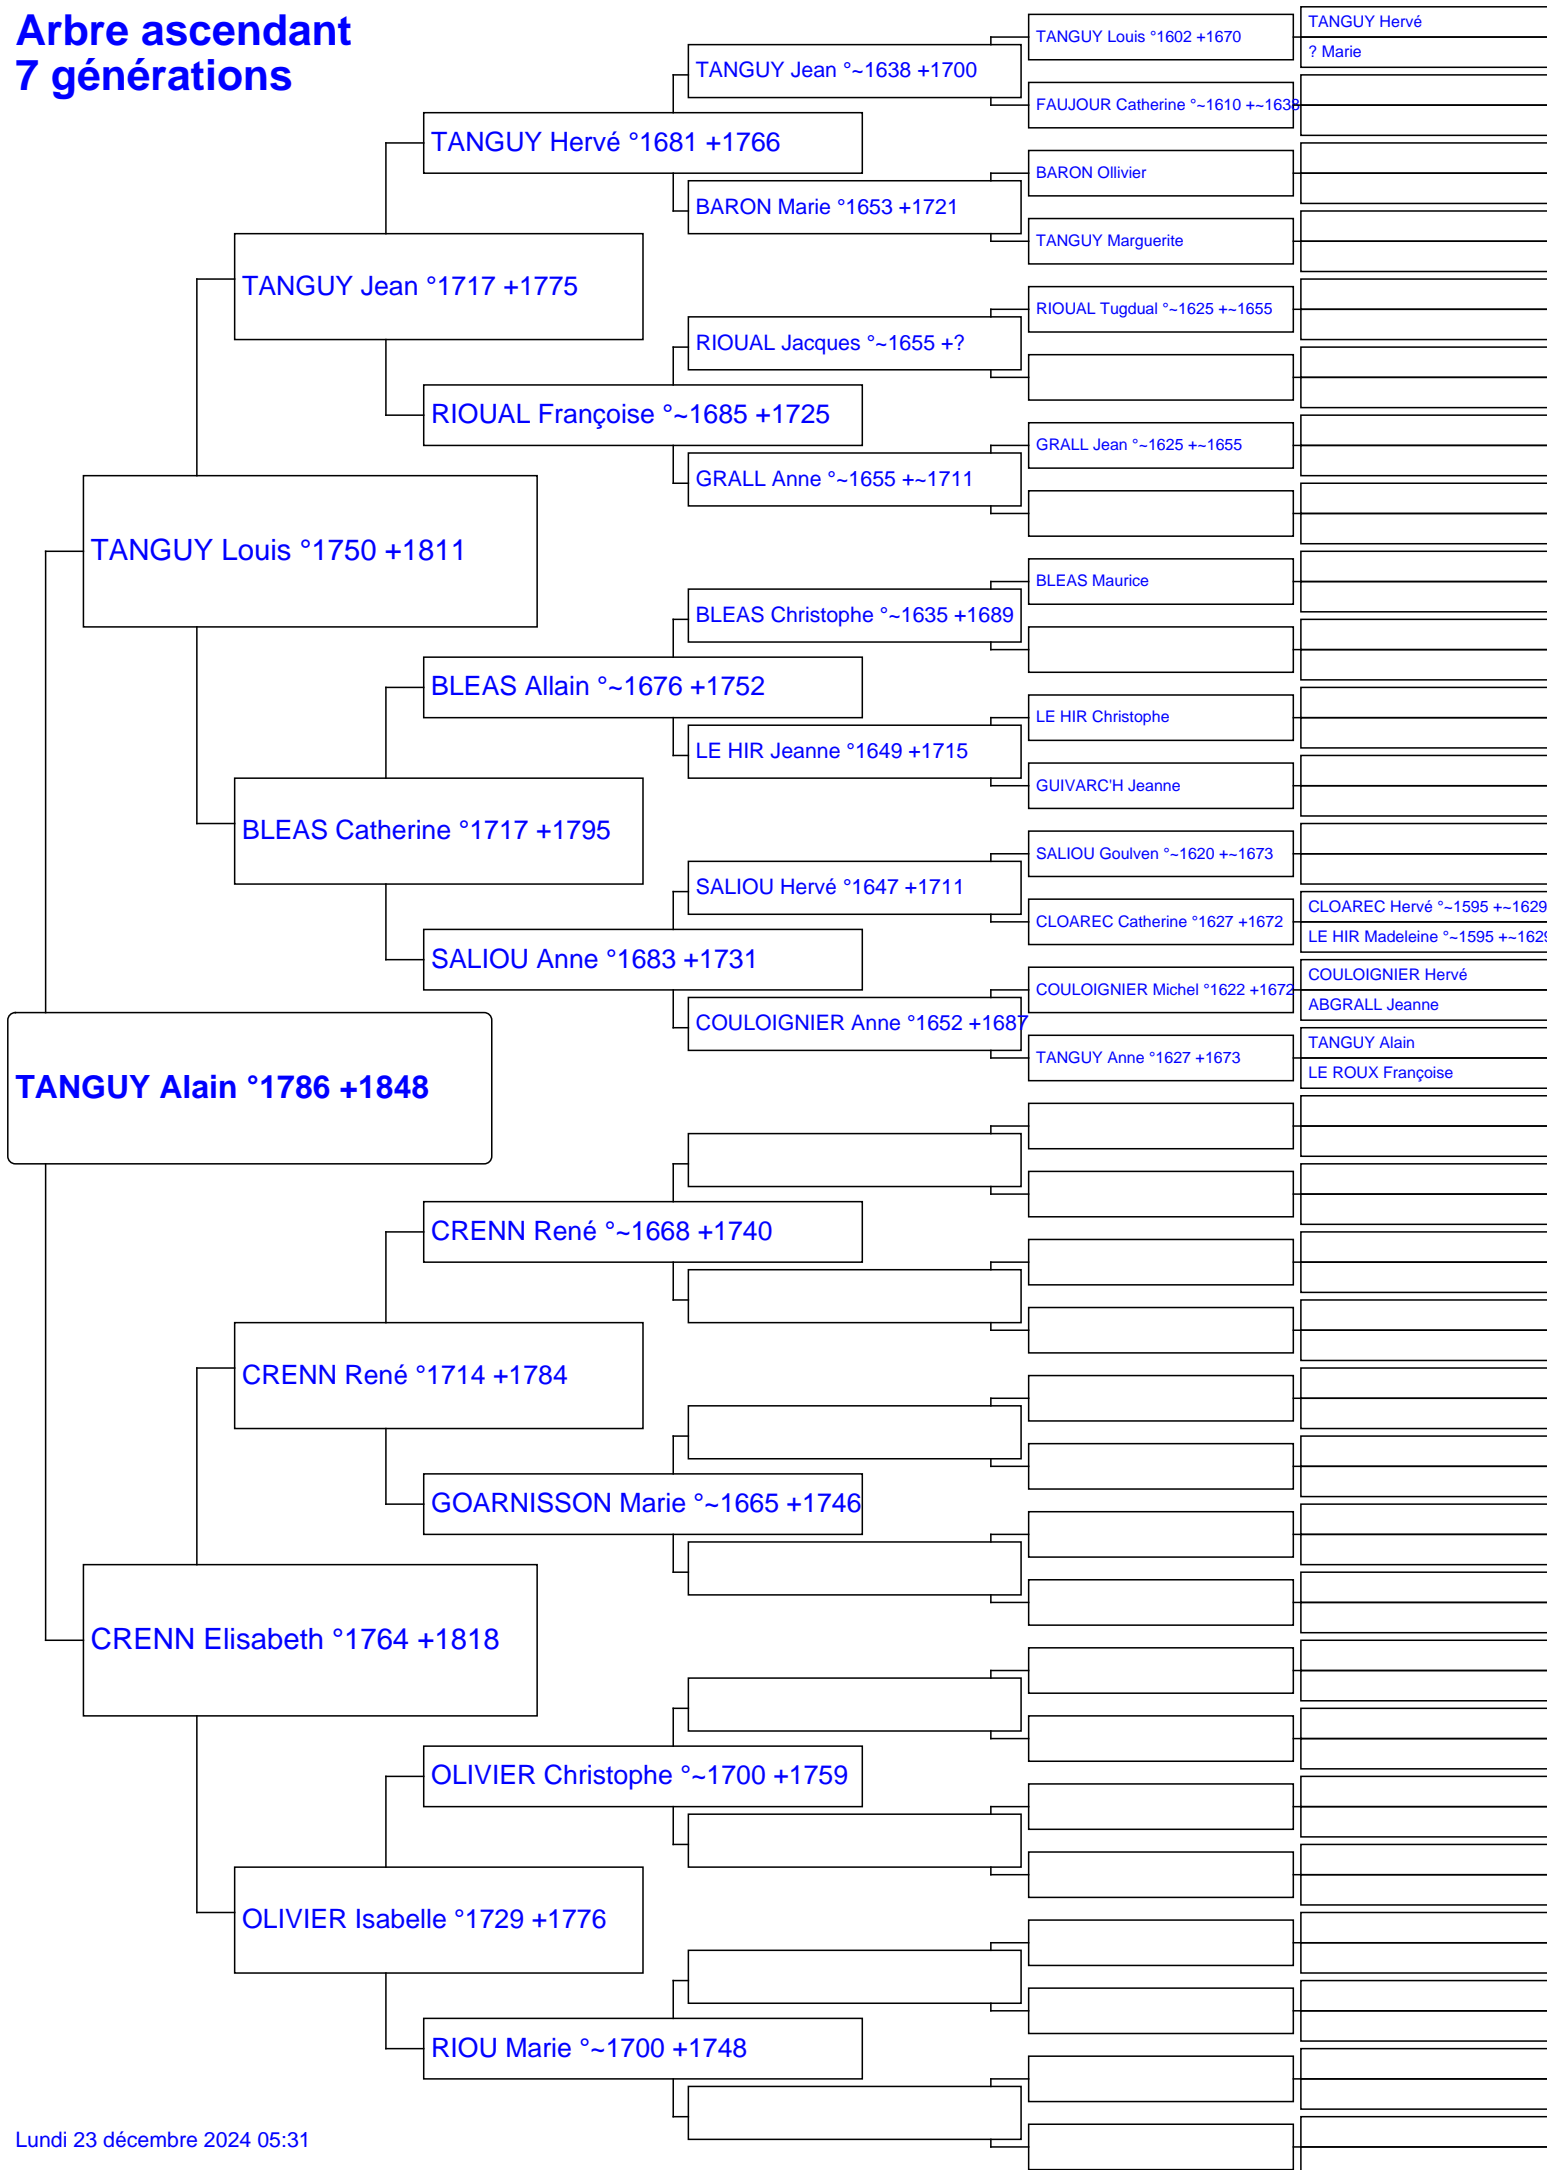 Arbre ascendant
7 générations
TANGUY Alain °1786 +1848
TANGUY Louis °1750 +1811
CRENN Elisabeth °1764 +1818
TANGUY Jean °1717 +1775
BLEAS Catherine °1717 +1795
CRENN René °1714 +1784
OLIVIER Isabelle °1729 +1776
TANGUY Hervé °1681 +1766
RIOUAL Françoise °~1685 +1725
BLEAS Allain °~1676 +1752
SALIOU Anne °1683 +1731
CRENN René °~1668 +1740
GOARNISSON Marie °~1665 +1746
OLIVIER Christophe °~1700 +1759
RIOU Marie °~1700 +1748
TANGUY Jean °~1638 +1700
BARON Marie °1653 +1721
RIOUAL Jacques °~1655 +?
GRALL Anne °~1655 +~1711
BLEAS Christophe °~1635 +1689
LE HIR Jeanne °1649 +1715
SALIOU Hervé °1647 +1711
COULOIGNIER Anne °1652 +1687
TANGUY Louis °1602 +1670
FAUJOUR Catherine °~1610 +~1638
BARON Ollivier
TANGUY Marguerite
RIOUAL Tugdual °~1625 +~1655
GRALL Jean °~1625 +~1655
BLEAS Maurice
LE HIR Christophe
GUIVARC'H Jeanne
SALIOU Goulven °~1620 +~1673
CLOAREC Catherine °1627 +1672
COULOIGNIER Michel °1622 +1672
TANGUY Anne °1627 +1673
TANGUY Hervé
? Marie
CLOAREC Hervé °~1595 +~1629
LE HIR Madeleine °~1595 +~1629
COULOIGNIER Hervé
ABGRALL Jeanne
TANGUY Alain
LE ROUX Françoise
Lundi 23 décembre 2024 05:31